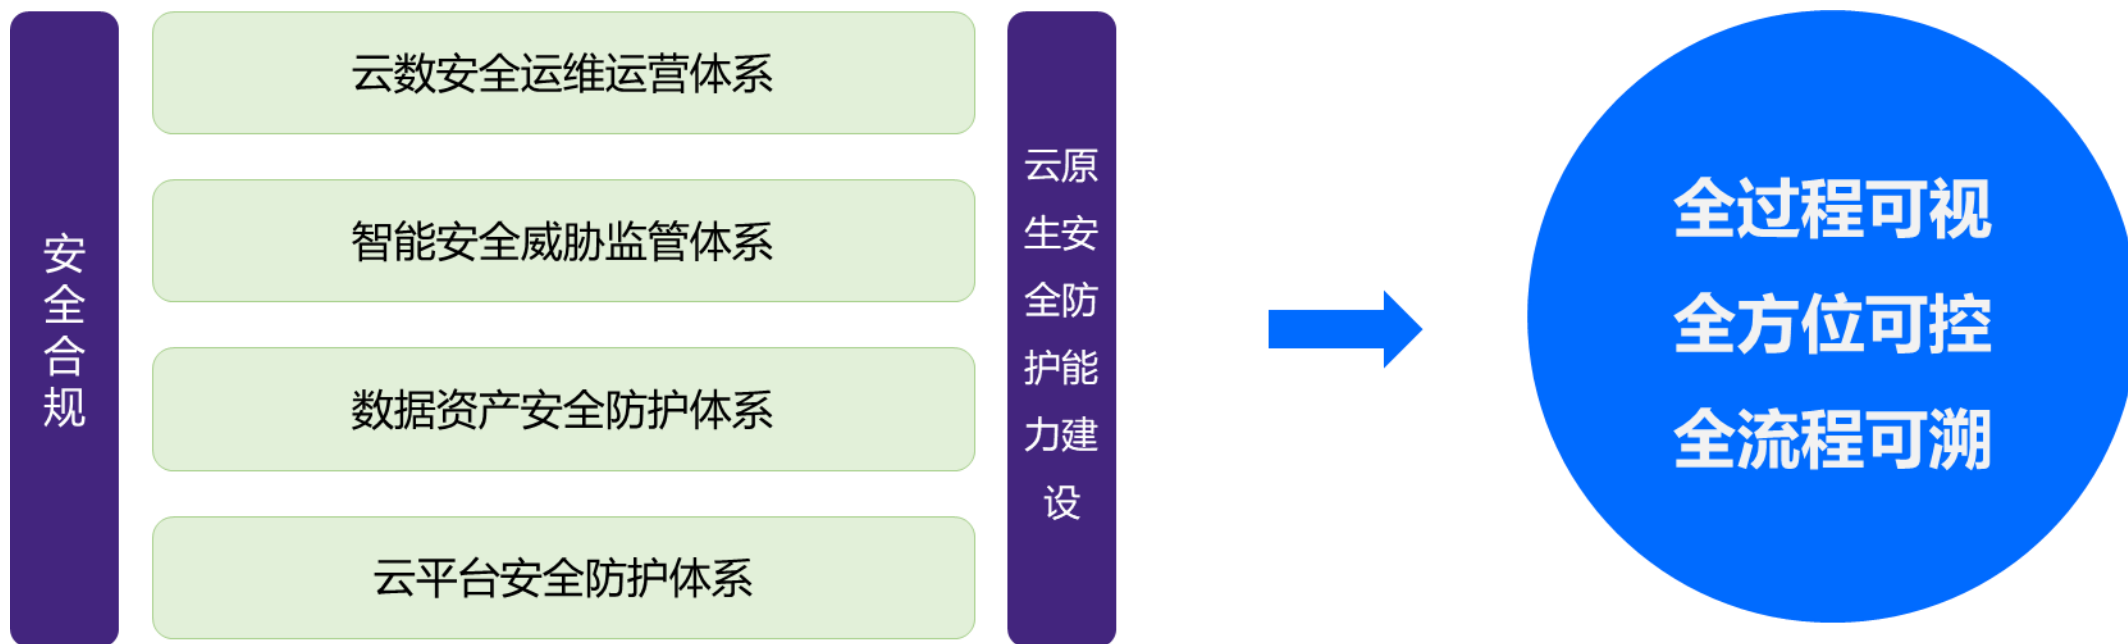 安
全
合
规
云数安全运维运营体系
智能安全威胁监管体系
数据资产安全防护体系
云平台安全防护体系
云原
生安
全防
护能
力建
设
全过程可视
全方位可控
全流程可溯